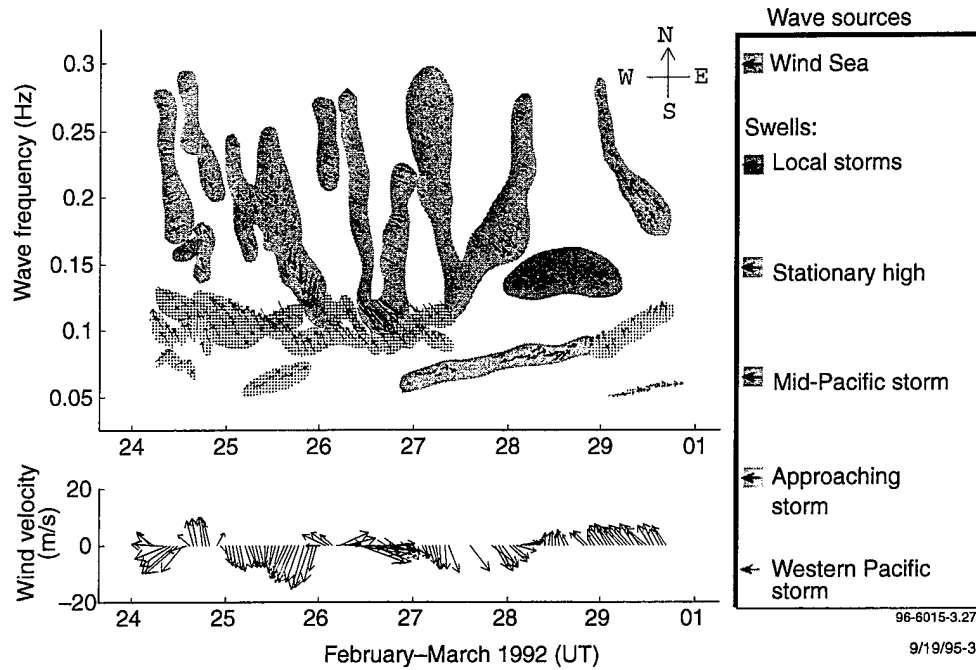 Wave sources
N
W E
S
Wave frequency (Hz)
0.3
0.25
0.2
0.15
0.1
0.05
24 25 26 27 28 29 01
Wind Sea
Swells:
Local storms
Stationary high
Mid-Pacific storm
Approaching
storm
Western Pacific
storm
Wind velocity
(m/s)
20
0
–20
24 25 26 27 28 29 01
February–March 1992 (UT)
96-6015-3.27
9/19/95-3